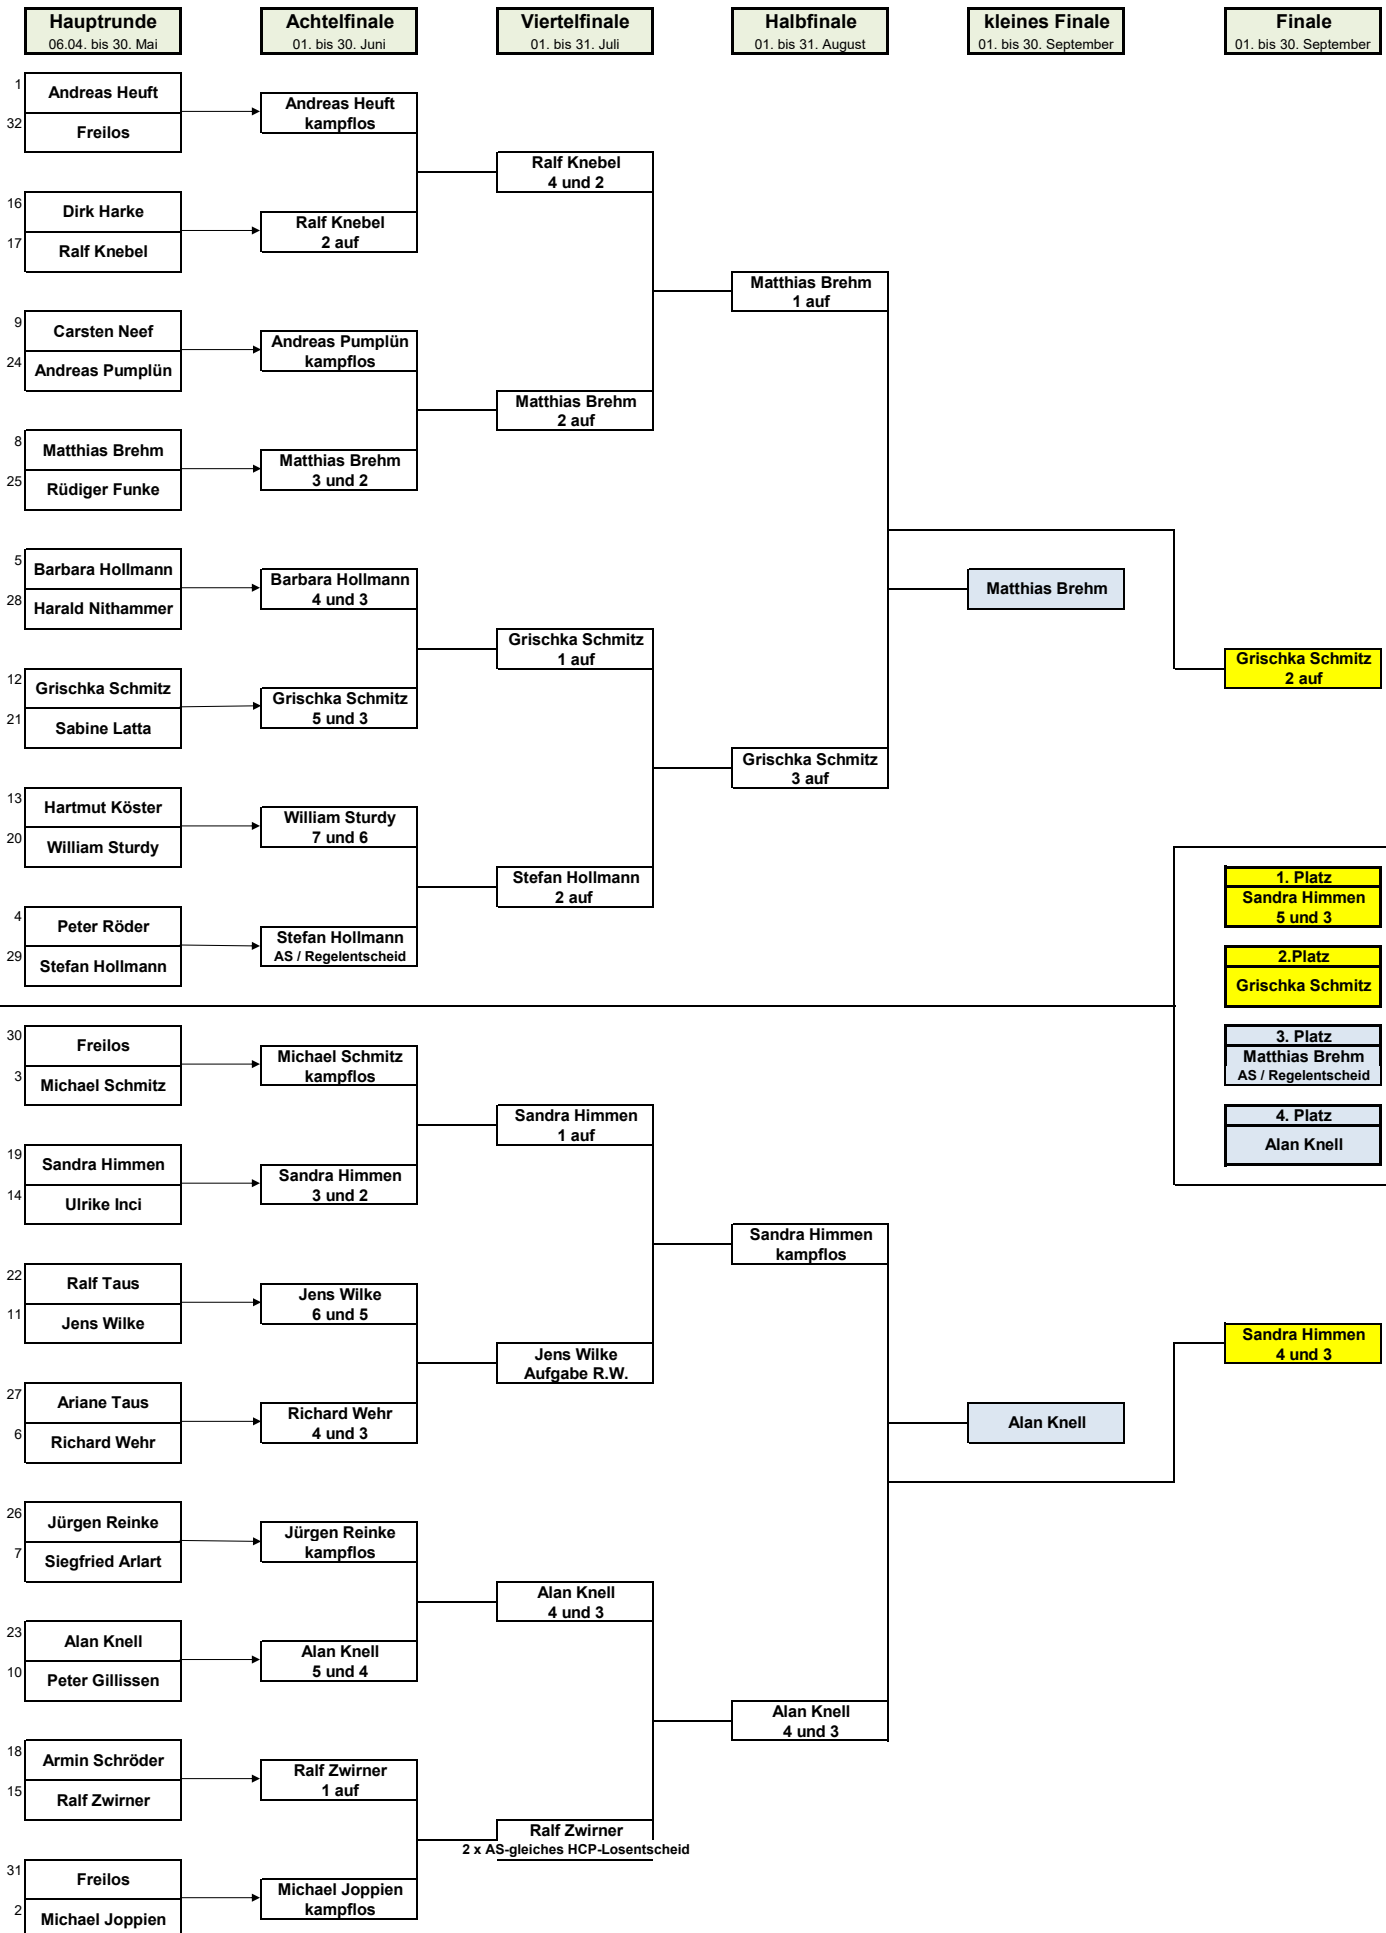 Hauptrunde
06.04. bis 30. Mai
Achtelfinale
01. bis 30. Juni
Viertelfinale
01. bis 31. Juli
Halbfinale
01. bis 31. August
kleines Finale
01. bis 30. September
Finale
01. bis 30. September
1
Andreas Heuft
32
Freilos
16
Dirk Harke
17
Ralf Knebel
9
Carsten Neef
24
Andreas Pumplün
8
Matthias Brehm
25
Rüdiger Funke
5
Barbara Hollmann
28
Harald Nithammer
12
Grischka Schmitz
21
Sabine Latta
13
Hartmut Köster
20
William Sturdy
4
Peter Röder
29
Stefan Hollmann
30
Freilos
3
Michael Schmitz
19
Sandra Himmen
14
Ulrike Inci
22
Ralf Taus
11
Jens Wilke
27
Ariane Taus
6
Richard Wehr
26
Jürgen Reinke
7
Siegfried Arlart
23
Alan Knell
10
Peter Gillissen
18
Armin Schröder
15
Ralf Zwirner
31
Freilos
2
Michael Joppien
Andreas Heuft
kampflos
Ralf Knebel
2 auf
Andreas Pumplün
kampflos
Matthias Brehm
3 und 2
Barbara Hollmann
4 und 3
Grischka Schmitz
5 und 3
William Sturdy
7 und 6
Stefan Hollmann
AS / Regelentscheid
Michael Schmitz
kampflos
Sandra Himmen
3 und 2
Jens Wilke
6 und 5
Richard Wehr
4 und 3
Jürgen Reinke
kampflos
Alan Knell
5 und 4
Ralf Zwirner
1 auf
Michael Joppien
kampflos
Ralf Knebel
4 und 2
Matthias Brehm
2 auf
Grischka Schmitz
1 auf
Stefan Hollmann
2 auf
Sandra Himmen
1 auf
Jens Wilke
Aufgabe R.W.
Alan Knell
4 und 3
Ralf Zwirner
2 x AS-gleiches HCP-Losentscheid
Matthias Brehm
1 auf
Grischka Schmitz
3 auf
Sandra Himmen
kampflos
Alan Knell
4 und 3
Matthias Brehm
Alan Knell
Grischka Schmitz
2 auf
1. Platz
Sandra Himmen
5 und 3
2.Platz
Grischka Schmitz
3. Platz
Matthias Brehm
AS / Regelentscheid
4. Platz
Alan Knell
Sandra Himmen
4 und 3